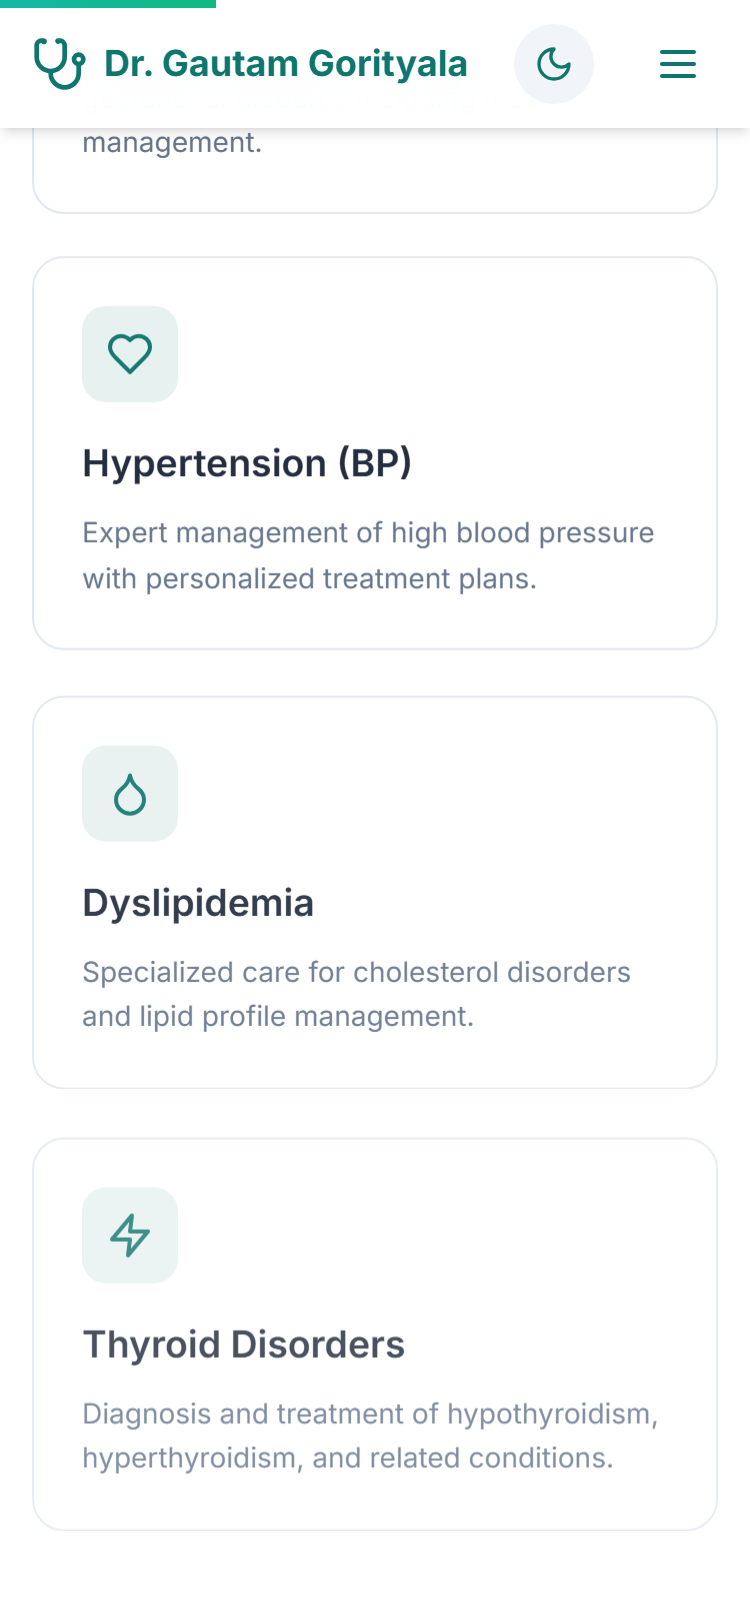 Dr. Gautam Gorityala
management.
Hypertension (BP)
Expert management of high blood pressure
with personalized treatment plans.
Dyslipidemia
Specialized care for cholesterol disorders
and lipid profile management.
Thyroid Disorders
Diagnosis and treatment of hypothyroidism,
hyperthyroidism, and related conditions.